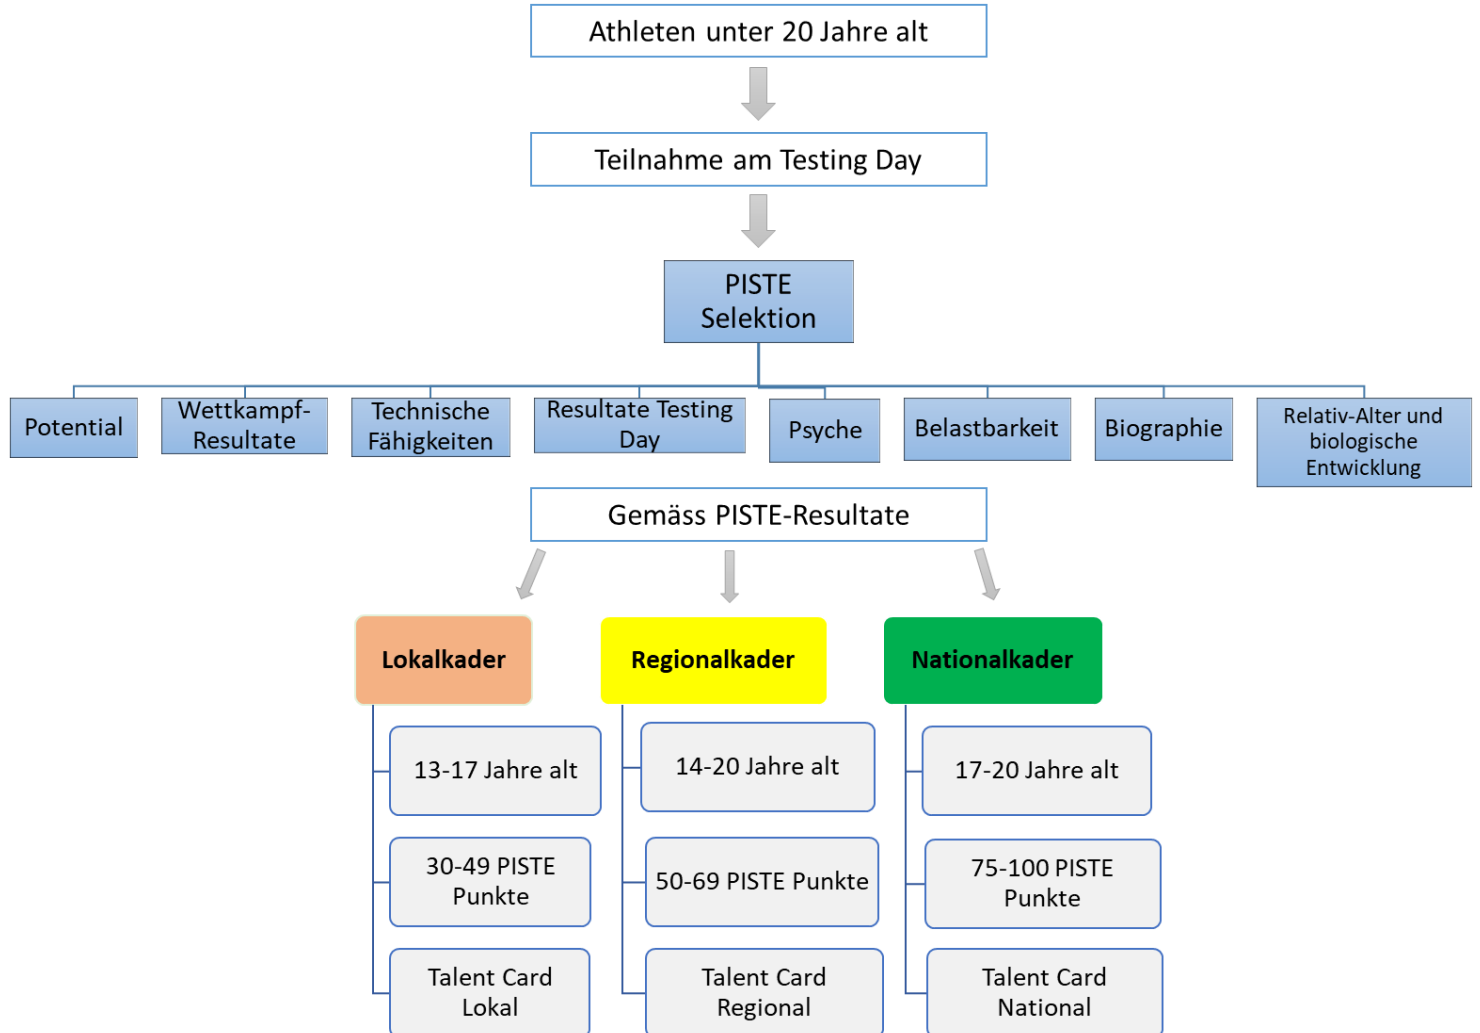 Athleten unter 20 Jahre alt
Teilnahme am Testing Day
PISTE
Selektion
Potential
Wettkampf-
Resultate
Technische
Fähigkeiten
Resultate Testing
Day
Psyche
Belastbarkeit
Biographie
Relativ-Alter und
biologische
Entwicklung
Gemäss PISTE-Resultate
Lokalkader
Regionalkader
Nationalkader
13-17 Jahre alt
14-20 Jahre alt
17-20 Jahre alt
30-49 PISTE
Punkte
50-69 PISTE Punkte
75-100 PISTE
Punkte
Talent Card
Lokal
Talent Card
Regional
Talent Card
National